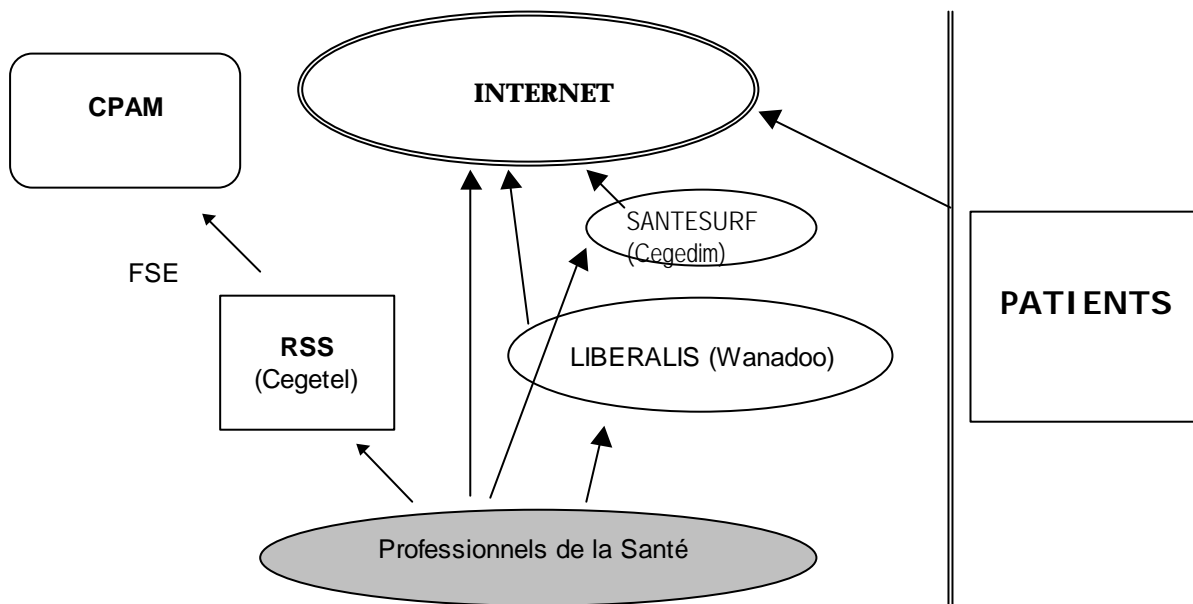 CPAM
INTERNET
SANTESURF
(Cegedim)
FSE
PATIENTS
RSS
(Cegetel)
LIBERALIS (Wanadoo)
Professionnels de la Santé